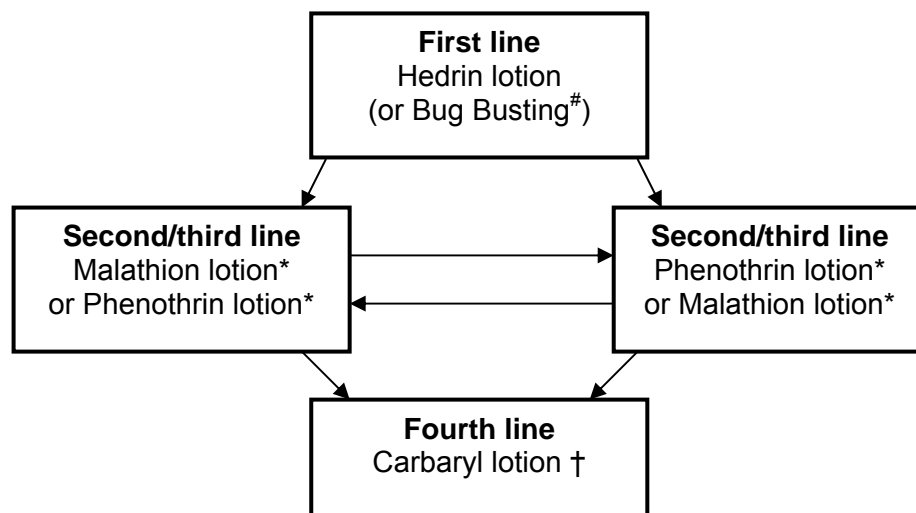 First line
Hedrin lotion
(or Bug Busting#)
Second/third line
Malathion lotion*
or Phenothrin lotion*
Second/third line
Phenothrin lotion*
or Malathion lotion*
Fourth line
Carbaryl lotion †